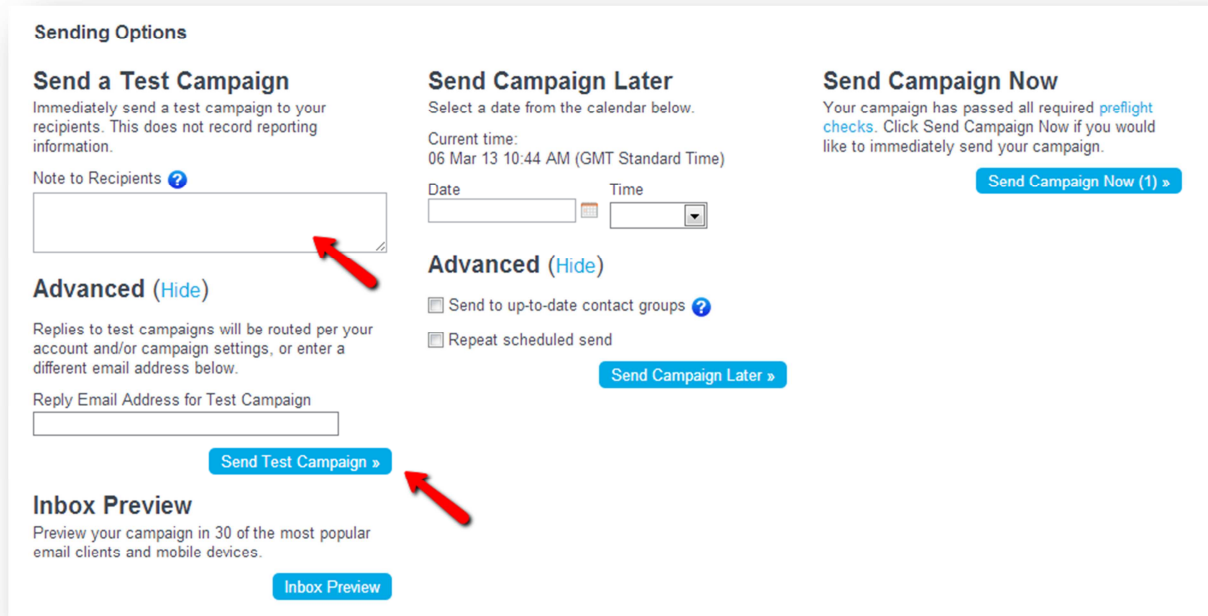 Sending Options
Send a Test Campaign
Immediately send a test campaign to your
recipients. This does not record reporting
information.
Note to Recipients ?
Advanced (Hide)
Replies to test campaigns will be routed per your
account and/or campaign settings, or enter a
different email address below.
Reply Email Address for Test Campaign
Send Test Campaign »
Inbox Preview
Preview your campaign in 30 of the most popular
email clients and mobile devices.
Inbox Preview
Send Campaign Later
Select a date from the calendar below.
Current time:
06 Mar 13 10:44 AM (GMT Standard Time)
Date Time
Advanced (Hide)
Send to up-to-date contact groups ?
Repeat scheduled send
Send Campaign Later »
Send Campaign Now
Your campaign has passed all required preflight
checks. Click Send Campaign Now if you would
like to immediately send your campaign.
Send Campaign Now (1) »